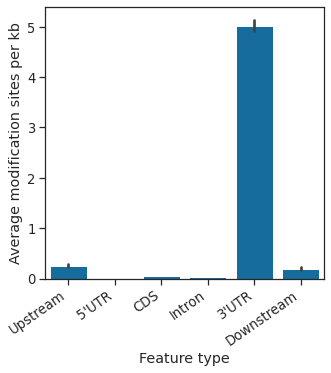 Average modification sites per kb
5
4
3
2
1
0
Upstream
5'UTR
CDS
Intron
3'UTR
Downstream
Feature type